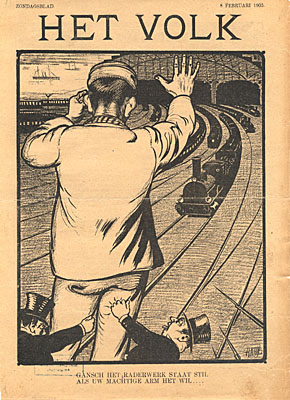 ZONDAGSBLAD.
8 FEBRUARI 1903.
HET VOLK
GANSCH HET RADERWERK STAAT STIL
ALS UW MACHTIGE ARM HET WIL....